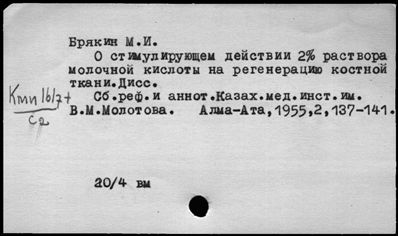 Брякин М.И.
О стимулирующем действии 2% раствора
молочной кислоты на регенерацию костной
ткани.Дисс.
Сб.реф.и аннот.Казах.мед.инст.им.
В.М.Молотова. Алма-Ата,1955,2,137-141.
20/4 вм